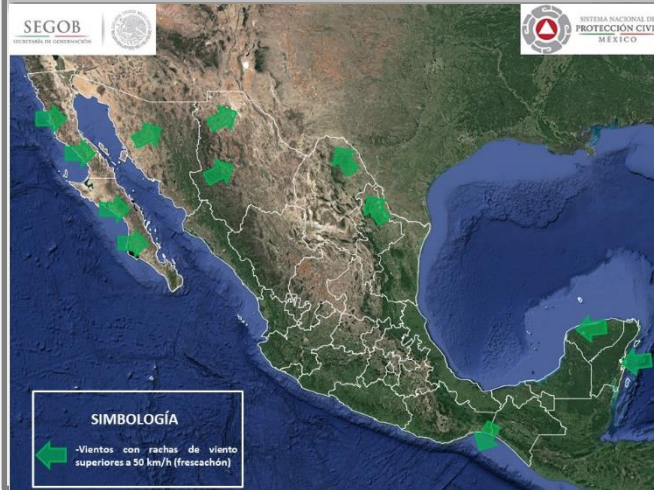 SEGOB
SECRETARÍA DE GOBERNACIÓN
SISTEMA NACIONAL DE
PROTECCIÓN CIVI
MÉXICO
SIMBOLOGÍA
-Vientos con rachas de viento
superiores a 50 km/h (frescachón)